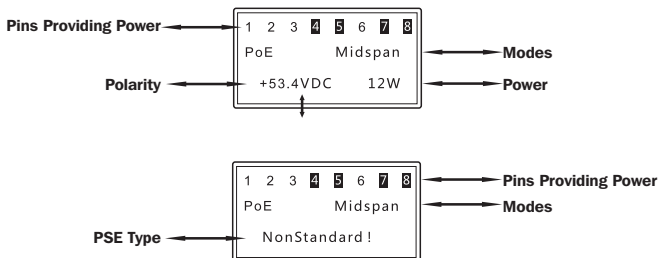 Pins Providing Power 1 2 3 4 5 6 7 8
PoE Midspan Modes
Polarity +53.4VDC 12W Power
1 2 3 4 5 6 7 8 Pins Providing Power
PoE Midspan Modes
PSE Type NonStandard!